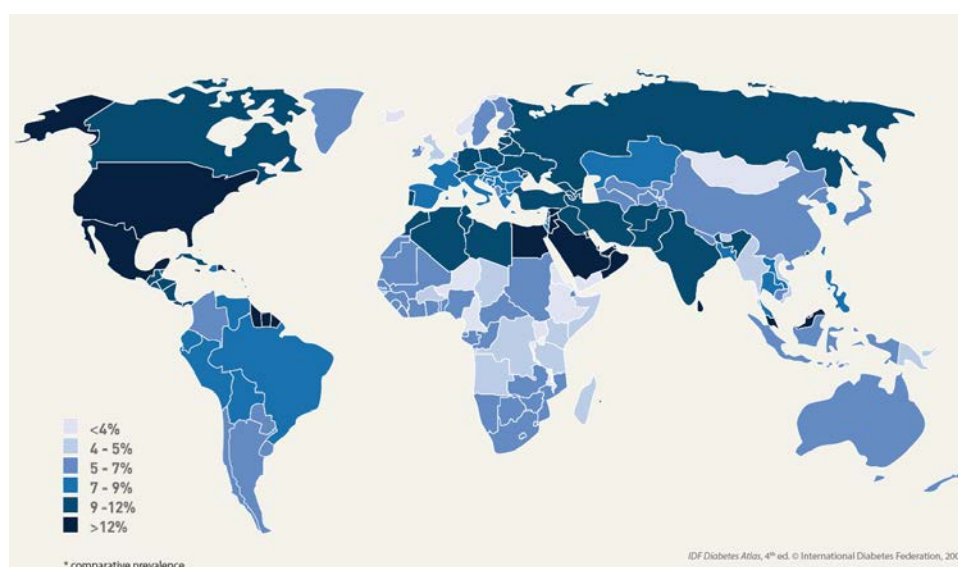 <4%
4 - 5%
5 - 7%
7 - 9%
9 -12%
>12%
* comparative prevalence
IDF Diabetes Atlas, 4th ed. © International Diabetes Federation, 200